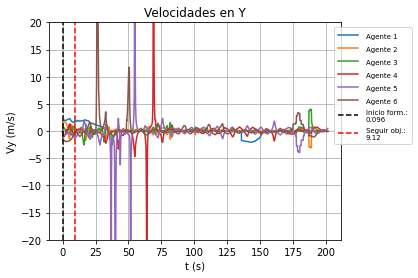 Velocidades en Y
Vy (m/s)
20
15
10
5
0
−5
−10
−15
−20
0
25
50
75
100
125
150
175
200
t (s)
Agente 1
Agente 2
Agente 3
Agente 4
Agente 5
Agente 6
Inicio form.:
0.096
Seguir obj.:
9.12